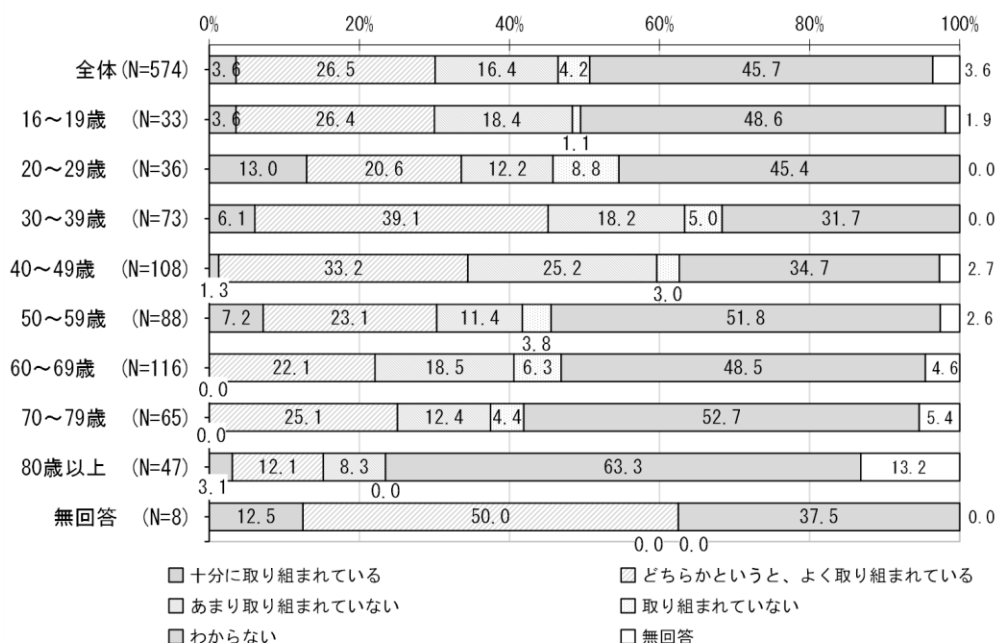 0% 20% 40% 60% 80% 100%
全体(N=574) 3.6 26.5 16.4 4.2 45.7 3.6
16～19歳 (N=33) 3.6 26.4 18.4 48.6 1.9
1.1
20～29歳 (N=36) 13.0 20.6 12.2 8.8 45.4 0.0
30～39歳 (N=73) 6.1 39.1 18.2 5.0 31.7 0.0
40～49歳 (N=108) 33.2 25.2 34.7 2.7
1.3 3.0
50～59歳 (N=88) 7.2 23.1 11.4 51.8 2.6
3.8
60～69歳 (N=116) 22.1 18.5 6.3 48.5 4.6
0.0
70～79歳 (N=65) 25.1 12.4 4.4 52.7 5.4
0.0
80歳以上 (N=47) 12.1 8.3 63.3 13.2
3.1 0.0
無回答 (N=8) 12.5 50.0 37.5 0.0
0.0 0.0
十分に取り組まれている どちらかというと、よく取り組まれている
あまり取り組まれていない 取り組まれていない
わからない 無回答